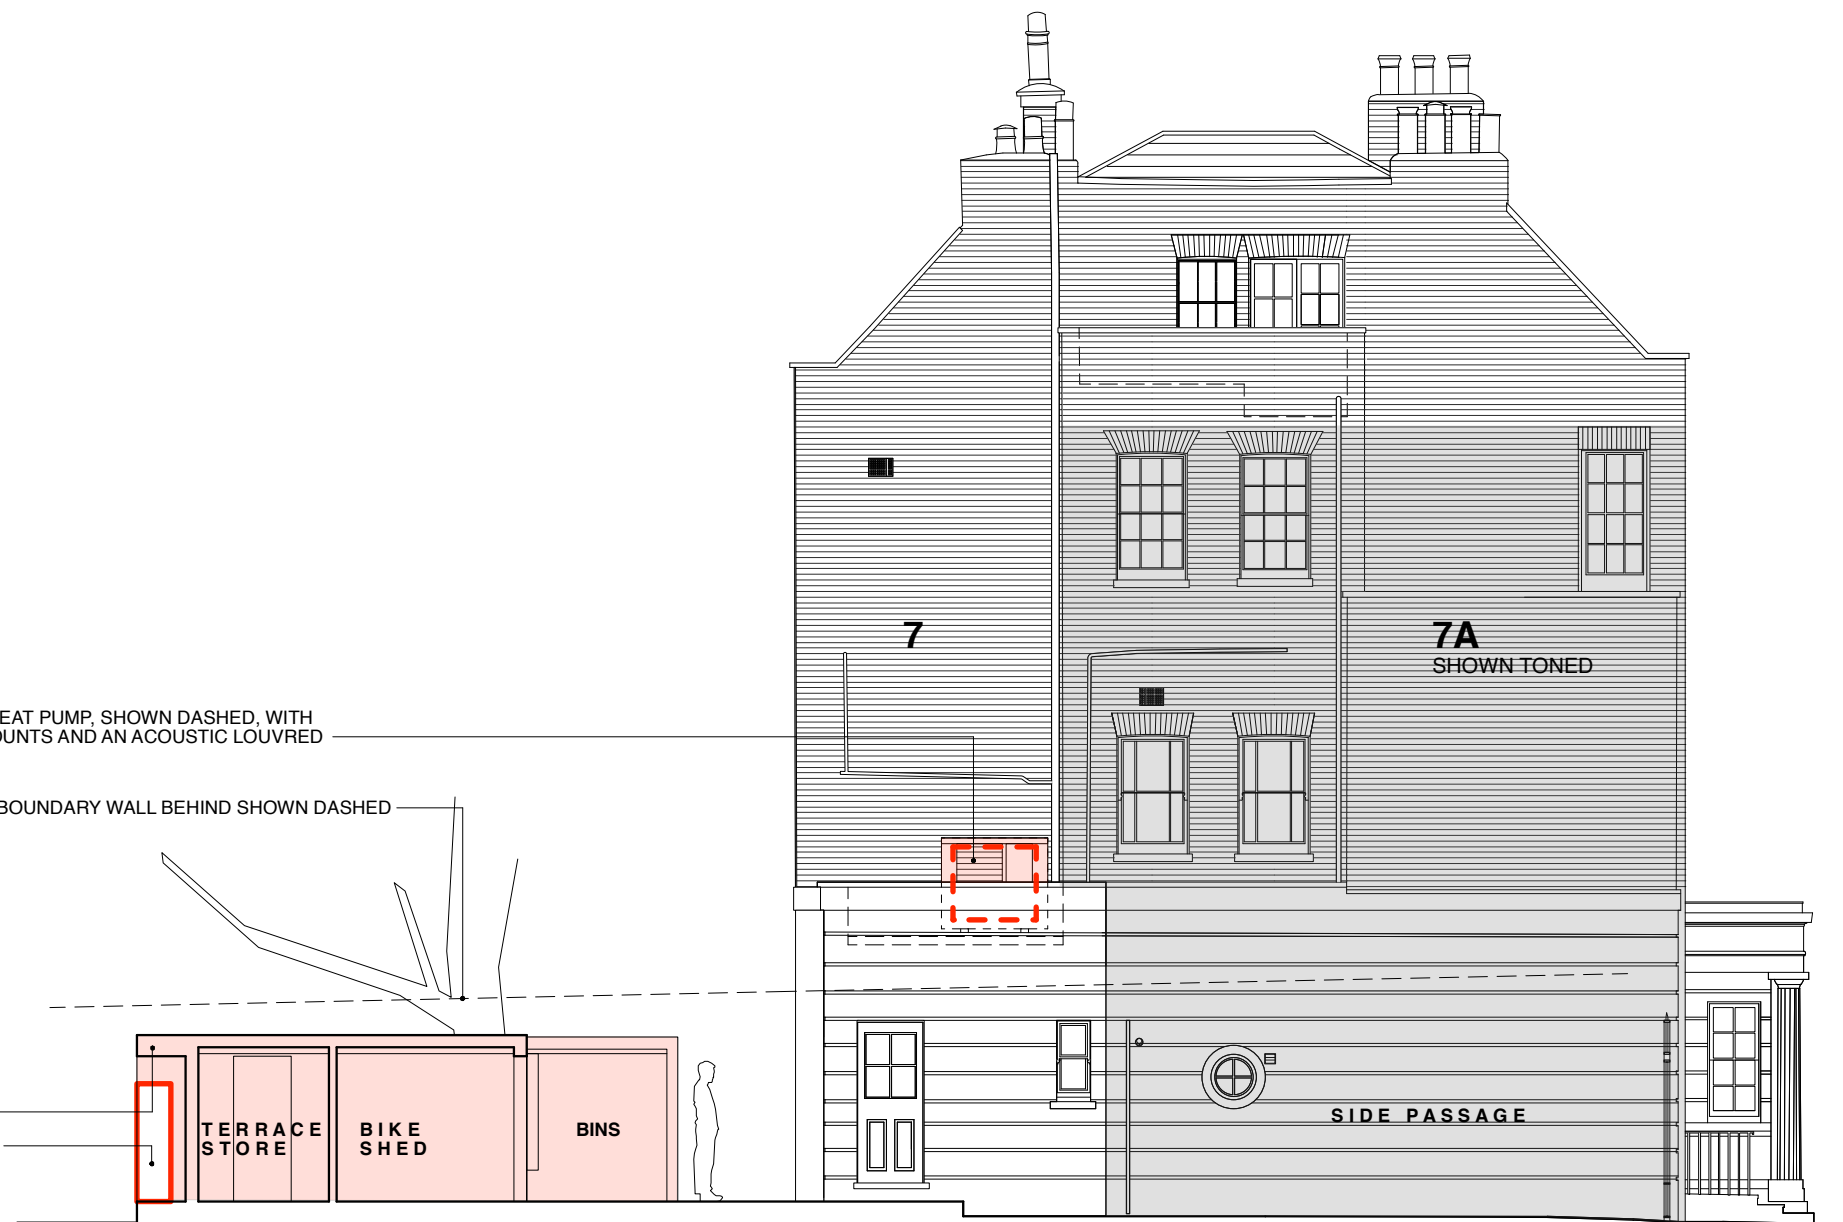 7
7A
SHOWN TONED
EAT PUMP, SHOWN DASHED, WITH
OUNTS AND AN ACOUSTIC LOUVRED
BOUNDARY WALL BEHIND SHOWN DASHED
TERRACE
STORE
BIKE
SHED
BINS
SIDE PASSAGE